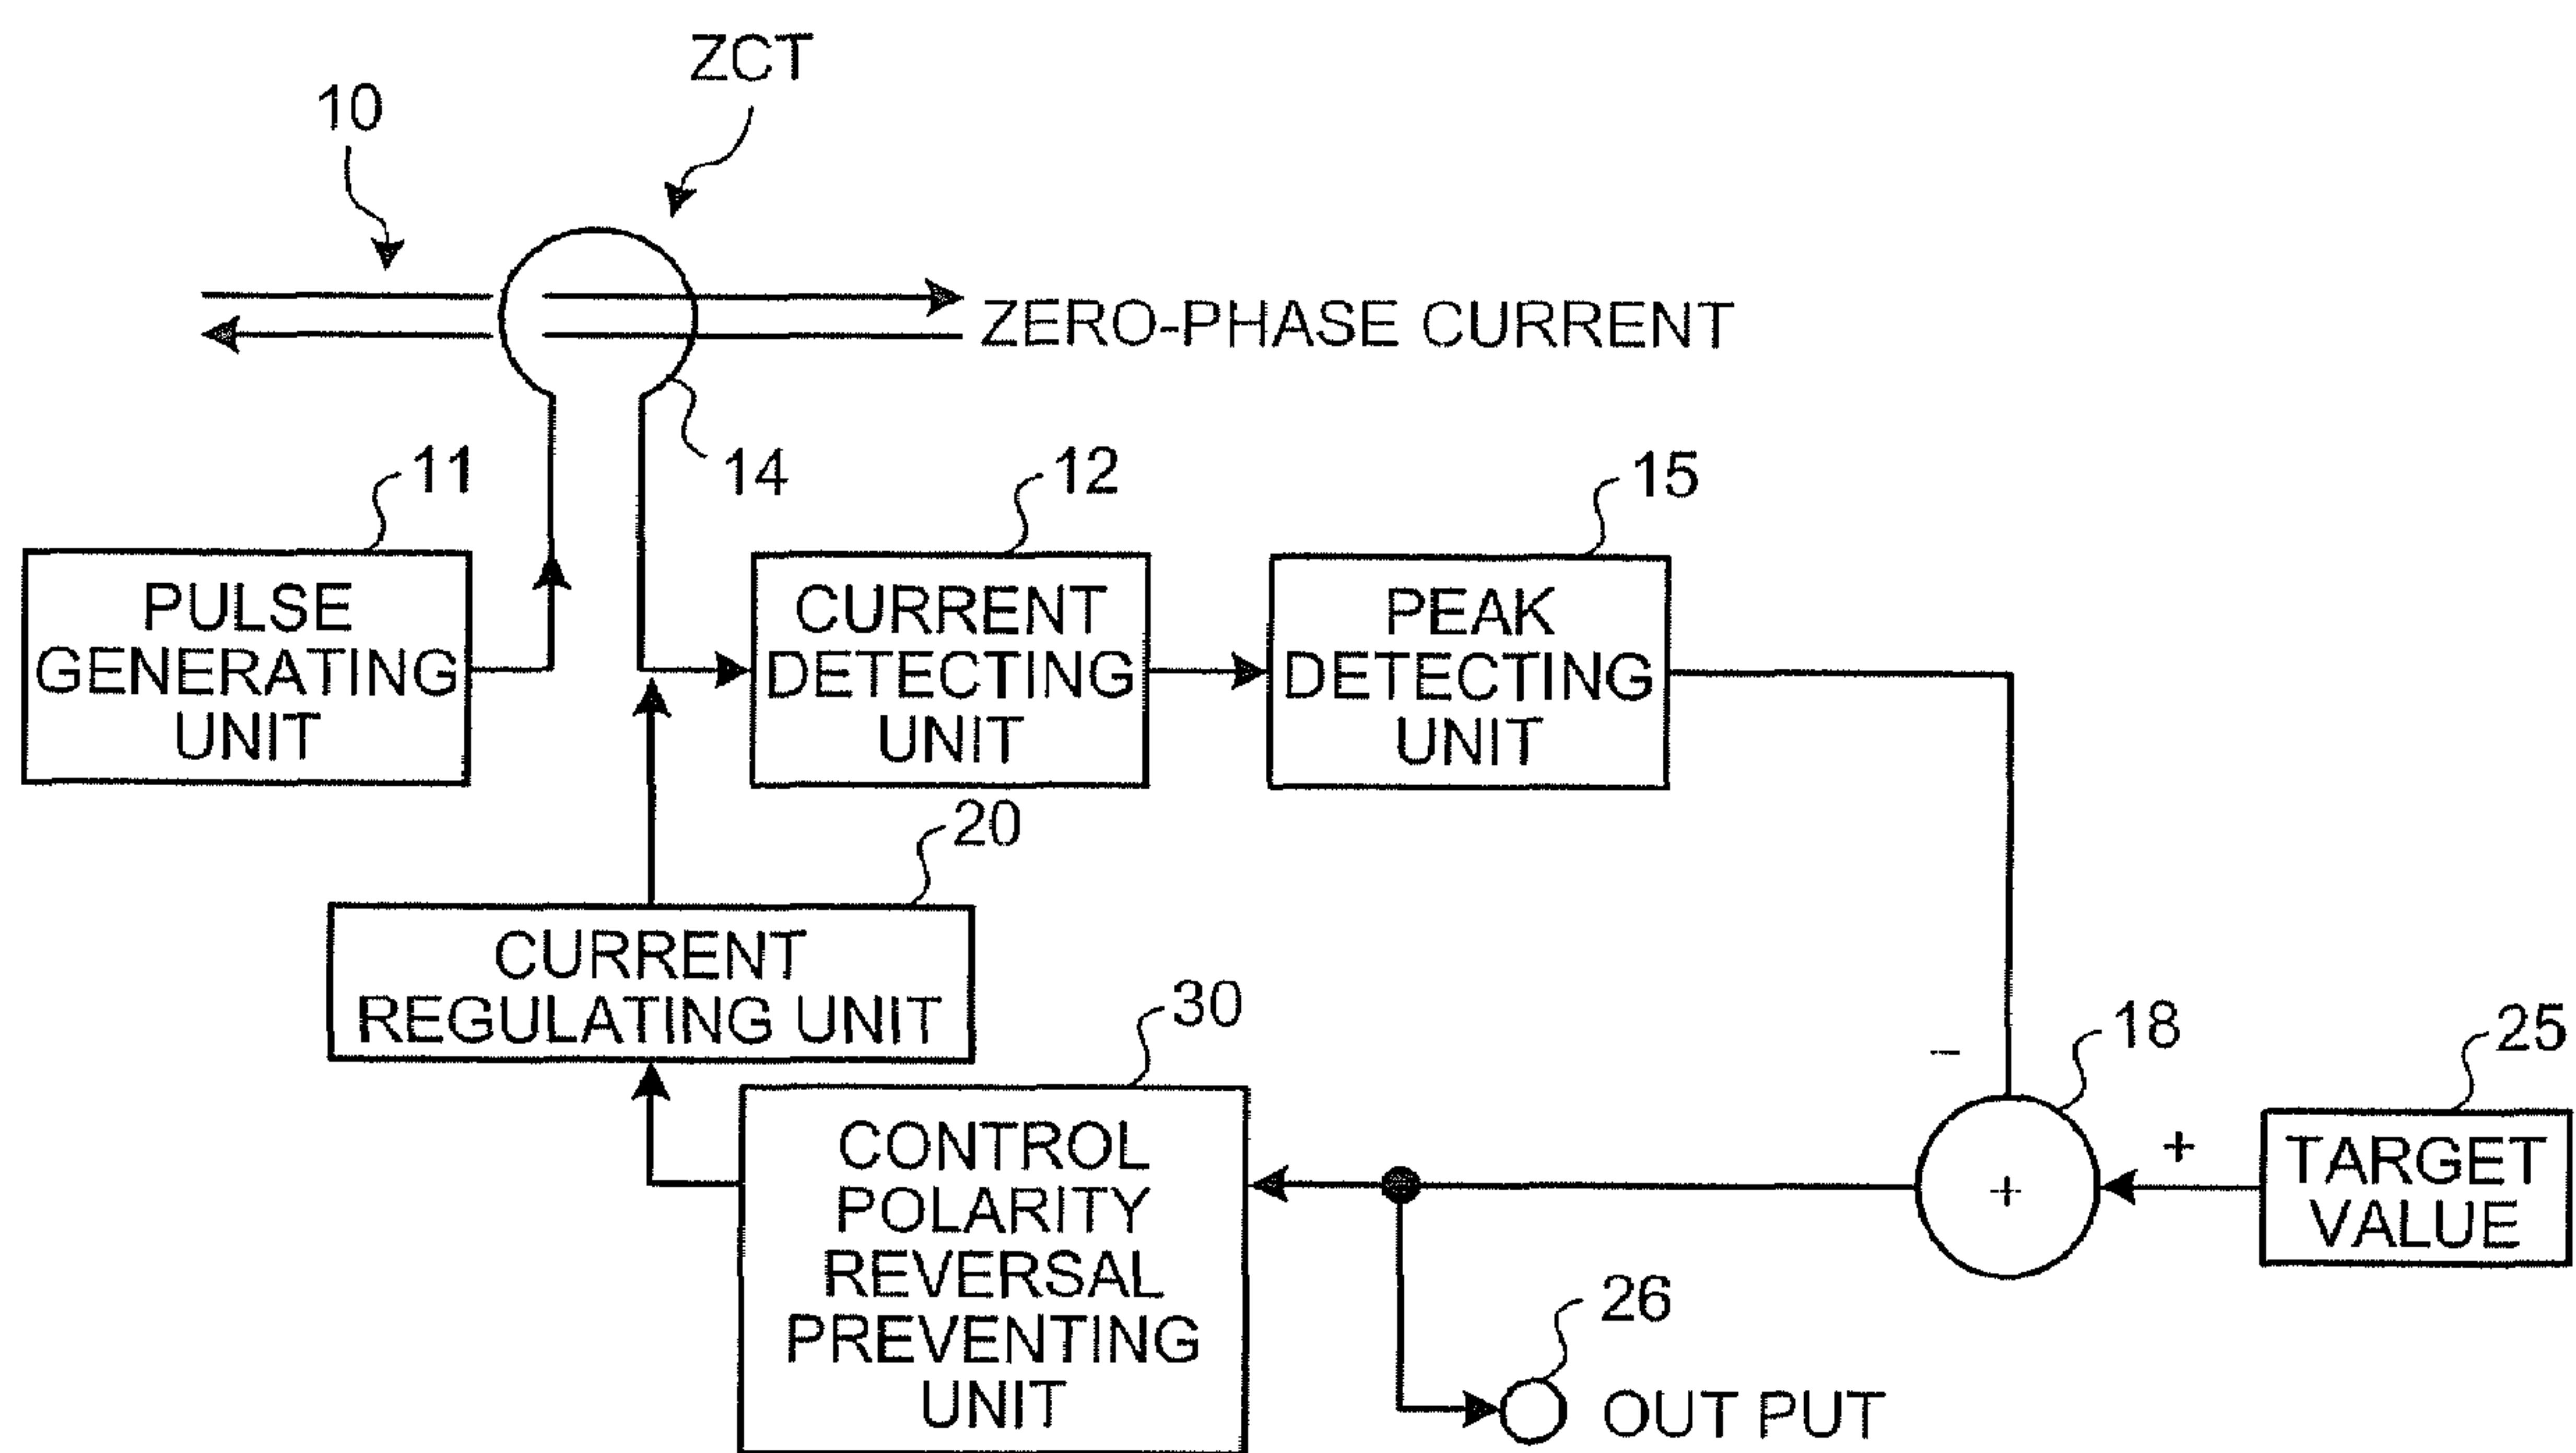 ZCT
10
ZERO-PHASE CURRENT
11
14
12
15
PULSE
GENERATING
UNIT
CURRENT
DETECTING
UNIT
PEAK
DETECTING
UNIT
20
CURRENT
REGULATING UNIT
30
−
18
25
CONTROL
POLARITY
REVERSAL
PREVENTING
UNIT
+
+
TARGET
VALUE
26
OUT PUT